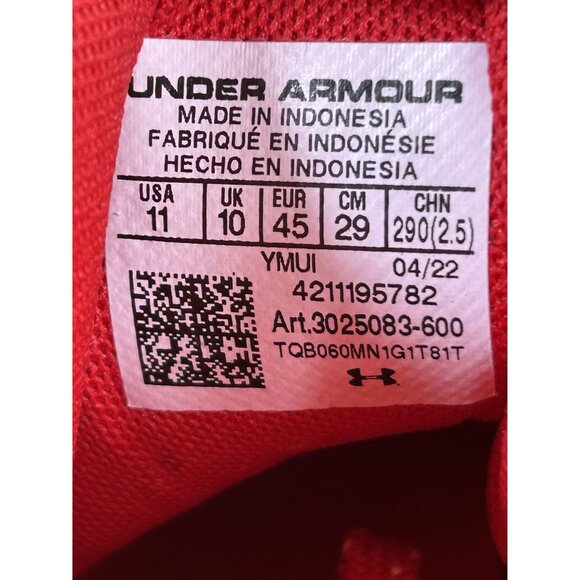 UNDER ARMOUR
MADE IN INDONESIA
FABRIQUÉ EN INDONÉSIE
HECHO EN INDONESIA
USA UK EUR CM CHN
11 10 45 29 290(2.5)
YMUI 04/22
4211195782
Art.3025083-600
TQB060MN1G1T81T